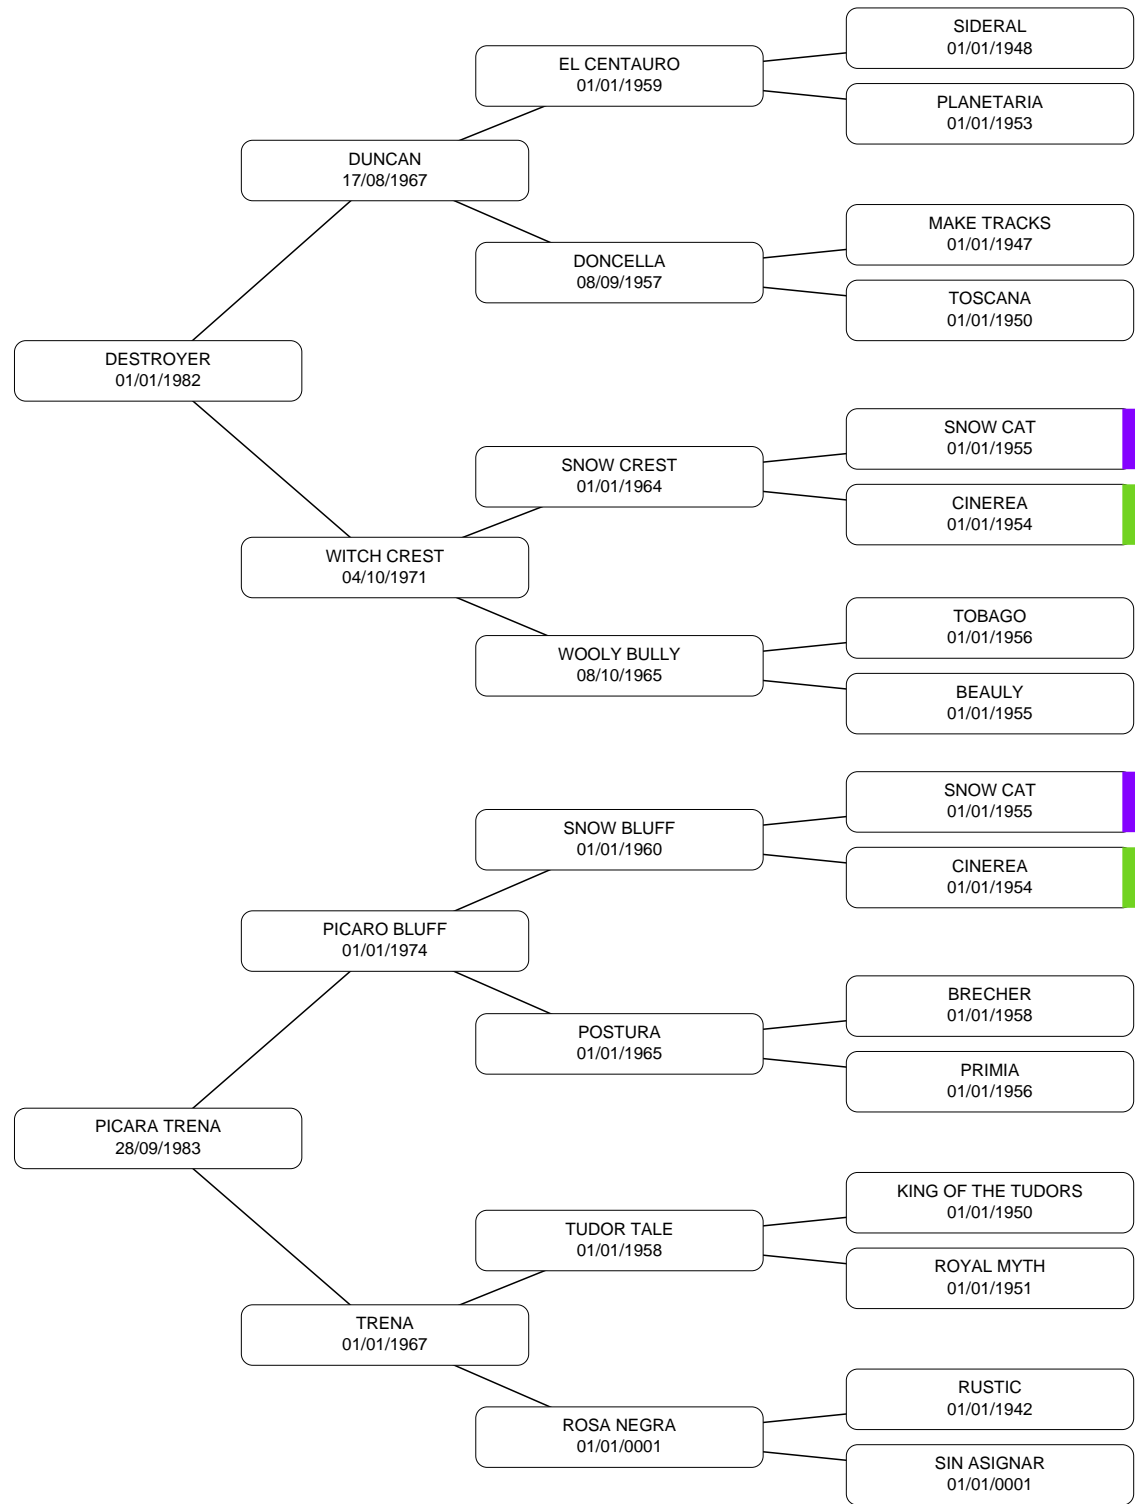 SIDERAL
01/01/1948
EL CENTAURO
01/01/1959
PLANETARIA
01/01/1953
DUNCAN
17/08/1967
MAKE TRACKS
01/01/1947
DONCELLA
08/09/1957
TOSCANA
01/01/1950
DESTROYER
01/01/1982
SNOW CAT
01/01/1955
SNOW CREST
01/01/1964
CINEREA
01/01/1954
WITCH CREST
04/10/1971
TOBAGO
01/01/1956
WOOLY BULLY
08/10/1965
BEAULY
01/01/1955
SNOW CAT
01/01/1955
SNOW BLUFF
01/01/1960
CINEREA
01/01/1954
PICARO BLUFF
01/01/1974
BRECHER
01/01/1958
POSTURA
01/01/1965
PRIMIA
01/01/1956
PICARA TRENA
28/09/1983
KING OF THE TUDORS
01/01/1950
TUDOR TALE
01/01/1958
ROYAL MYTH
01/01/1951
TRENA
01/01/1967
RUSTIC
01/01/1942
ROSA NEGRA
01/01/0001
SIN ASIGNAR
01/01/0001